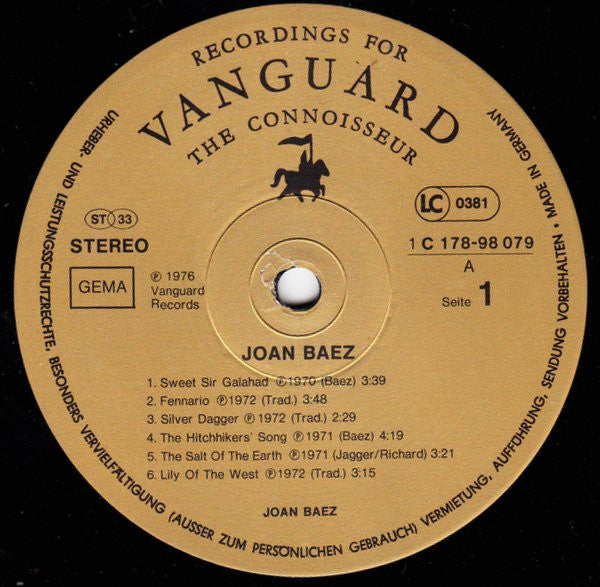 RECORDINGS FOR
VANGUARD
THE CONNOISSEUR
URHEBER- UND LEISTUNGSSCHUTZRECHTE, BESONDERS VERVIELFÄLTIGUNG (AUSSER ZUM PERSÖNLICHEN GEBRAUCH) VERMIETUNG, AUFFÜHRUNG, SENDUNG VORBEHALTEN • MADE IN GERMANY
ST 33
STEREO
GEMA
℗ 1976
Vanguard
Records
LC 0381
1 C 178-98 079
A
Seite 1
JOAN BAEZ
1. Sweet Sir Galahad ℗1970 (Baez) 3:39
2. Fennario ℗1972 (Trad.) 3:48
3. Silver Dagger ℗1972 (Trad.) 2:29
4. The Hitchhikers' Song ℗1971 (Baez) 4:19
5. The Salt Of The Earth ℗1971 (Jagger/Richard) 3:21
6. Lily Of The West ℗1972 (Trad.) 3:15
JOAN BAEZ